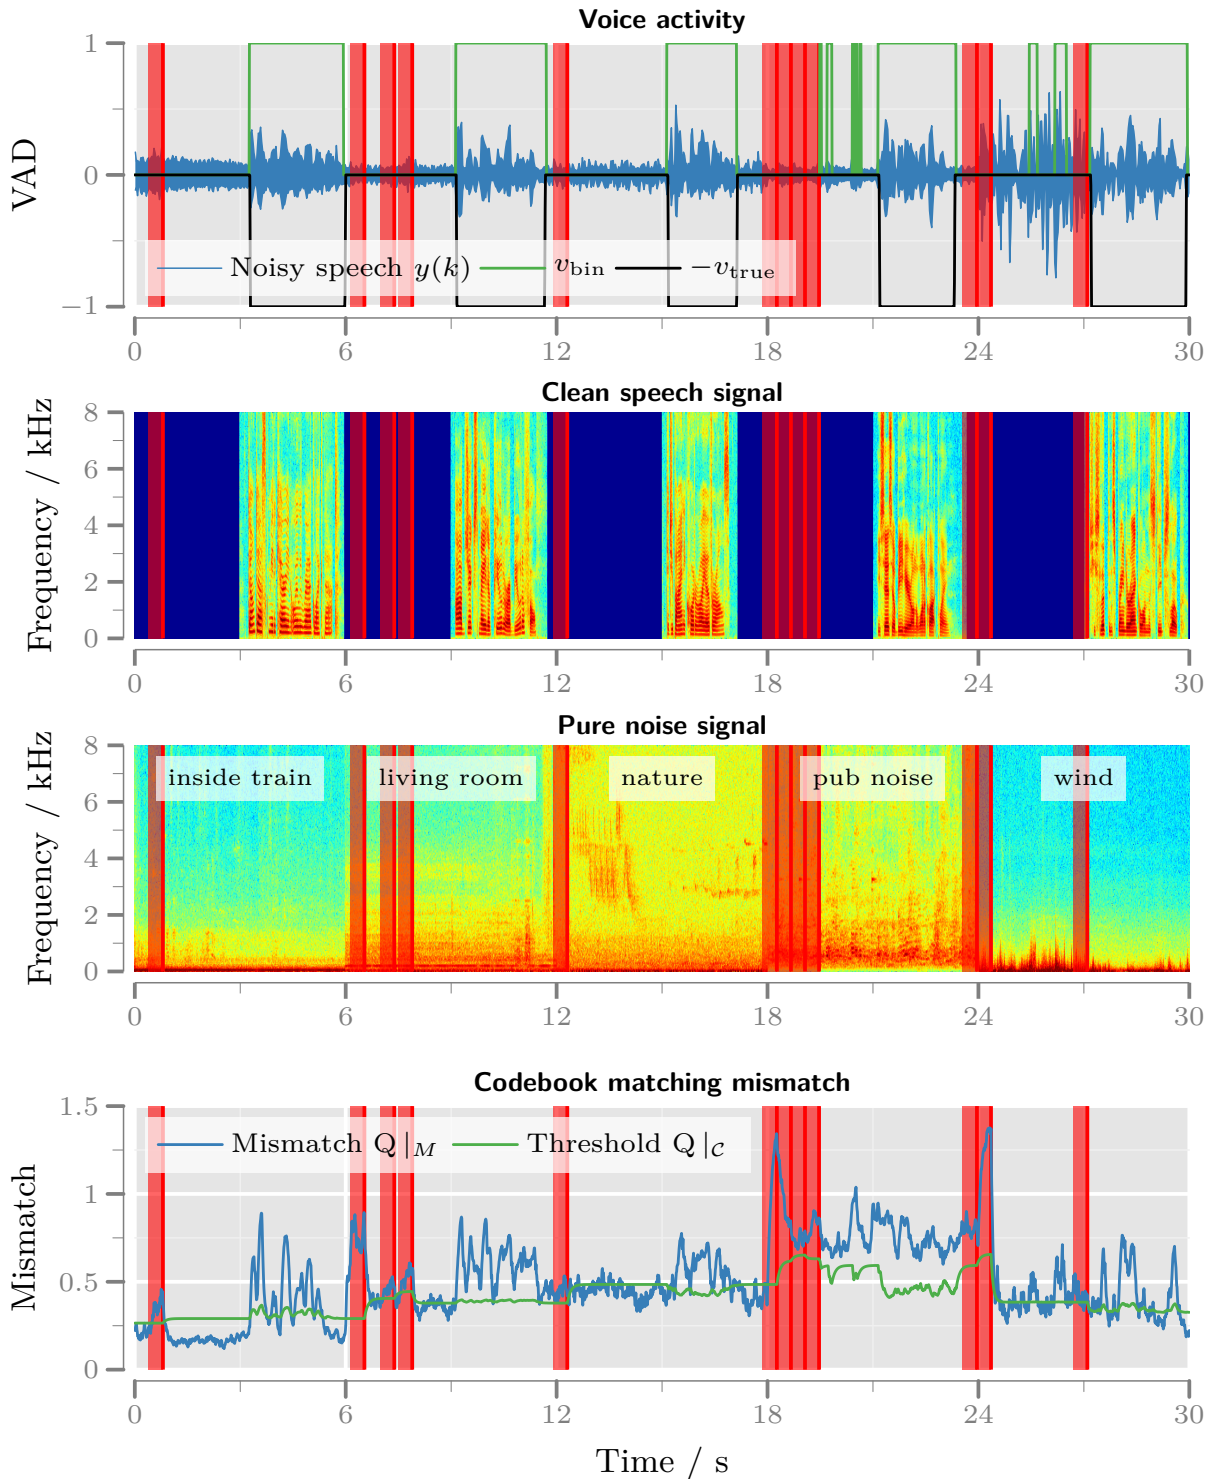 Voice activity
VAD
1
0
−1
Noisy speech y(k)
v_bin
−v_true
0 6 12 18 24 30
Clean speech signal
Frequency / kHz
8
6
4
2
0
0 6 12 18 24 30
Pure noise signal
Frequency / kHz
8
6
4
2
0
inside train
living room
nature
pub noise
wind
0 6 12 18 24 30
Codebook matching mismatch
Mismatch
1.5
1
0.5
0
Mismatch Q |_M
Threshold Q |_𝒞
0 6 12 18 24 30
Time / s